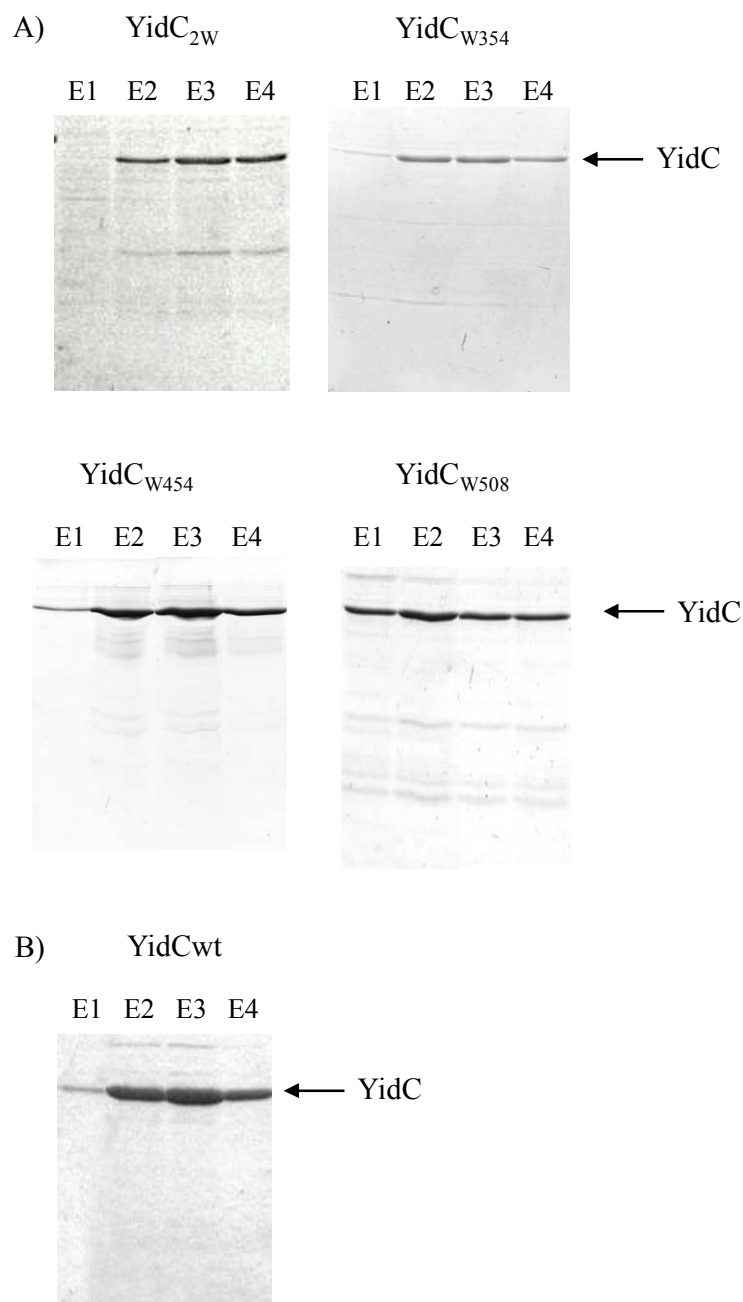 A) YidC2W YidCW354
E1 E2 E3 E4 E1 E2 E3 E4
YidC
YidCW454 YidCW508
E1 E2 E3 E4 E1 E2 E3 E4
YidC
B) YidCwt
E1 E2 E3 E4
YidC